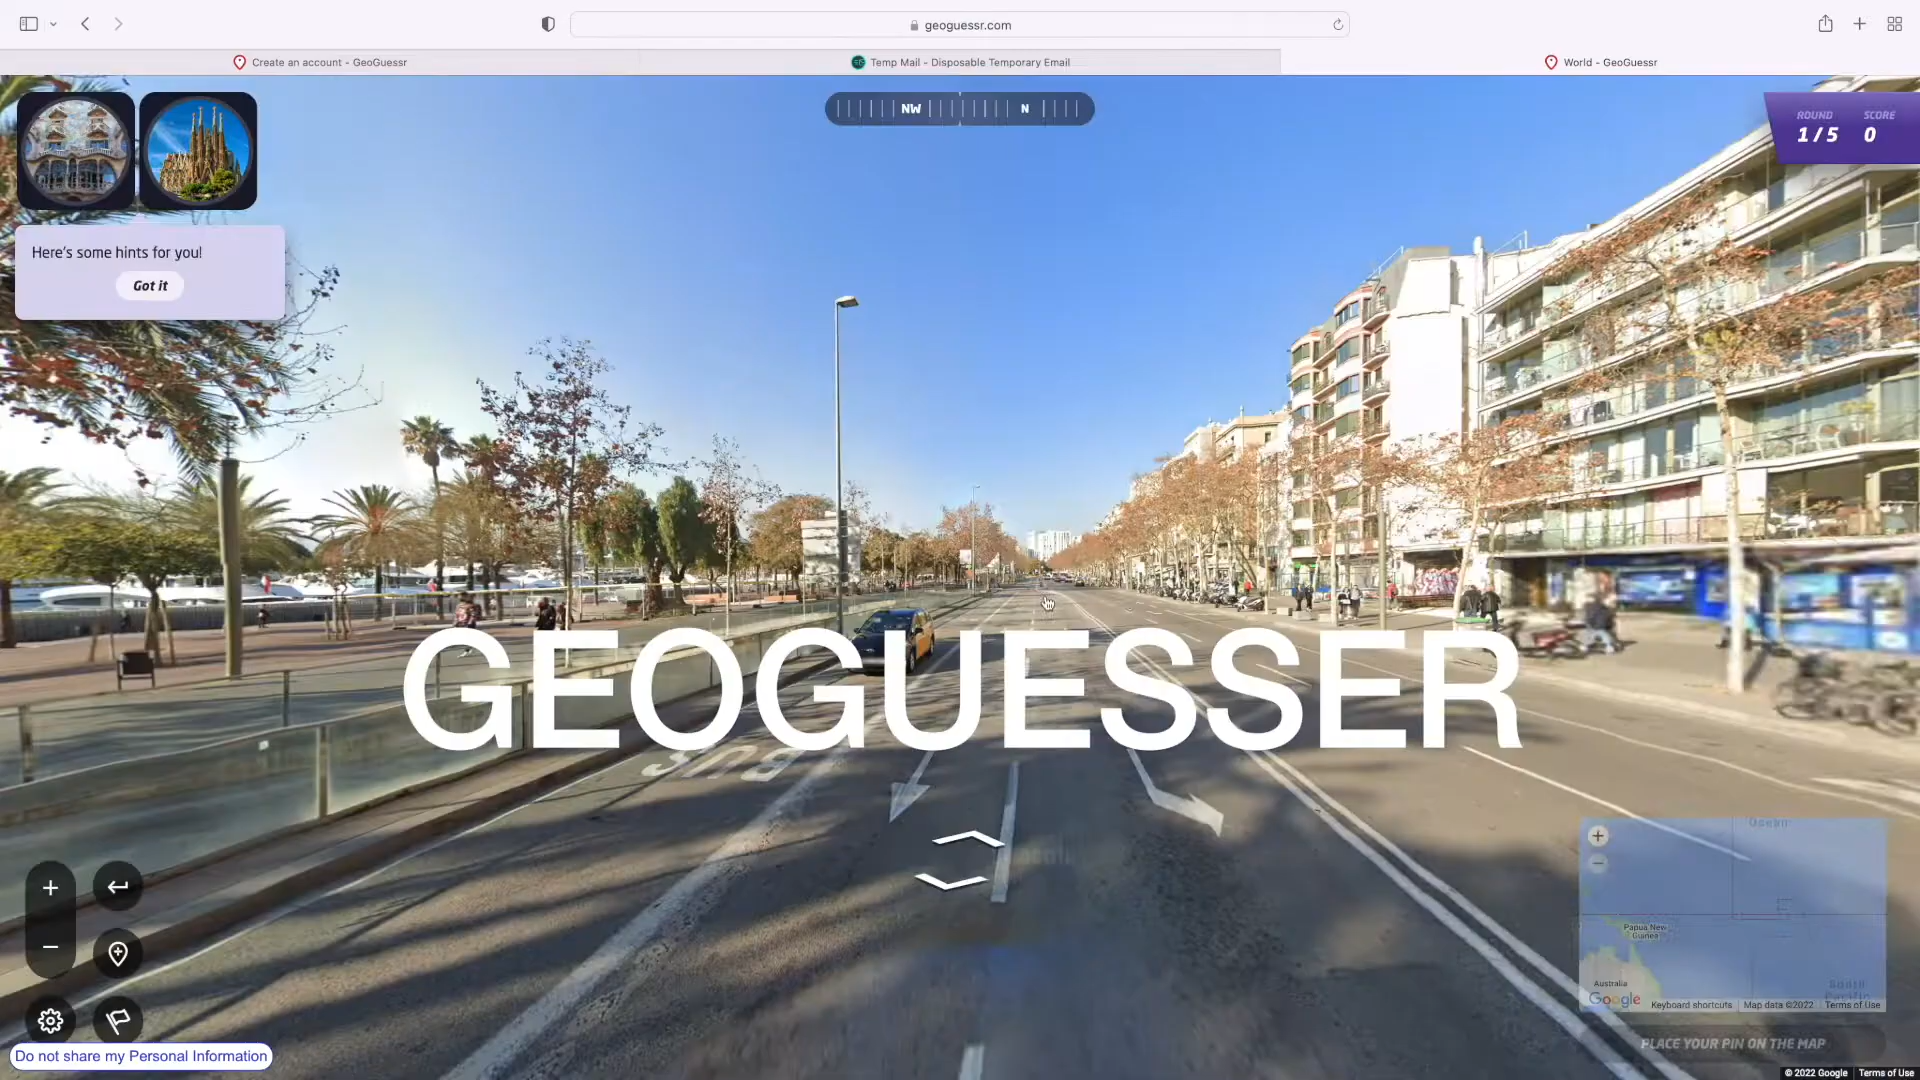 geoguessr.com
Create an account - GeoGuessr
Temp Mail - Disposable Temporary Email
World - GeoGuessr
NW
N
ROUND
SCORE
1 / 5
0
Here's some hints for you!
Got it
GEOGUESSER
BUS
Ocean
Papua New
Guinea
Australia
South
Pacific
Google
Keyboard shortcuts
Map data ©2022
Terms of Use
PLACE YOUR PIN ON THE MAP
Do not share my Personal Information
© 2022 Google
Terms of Use